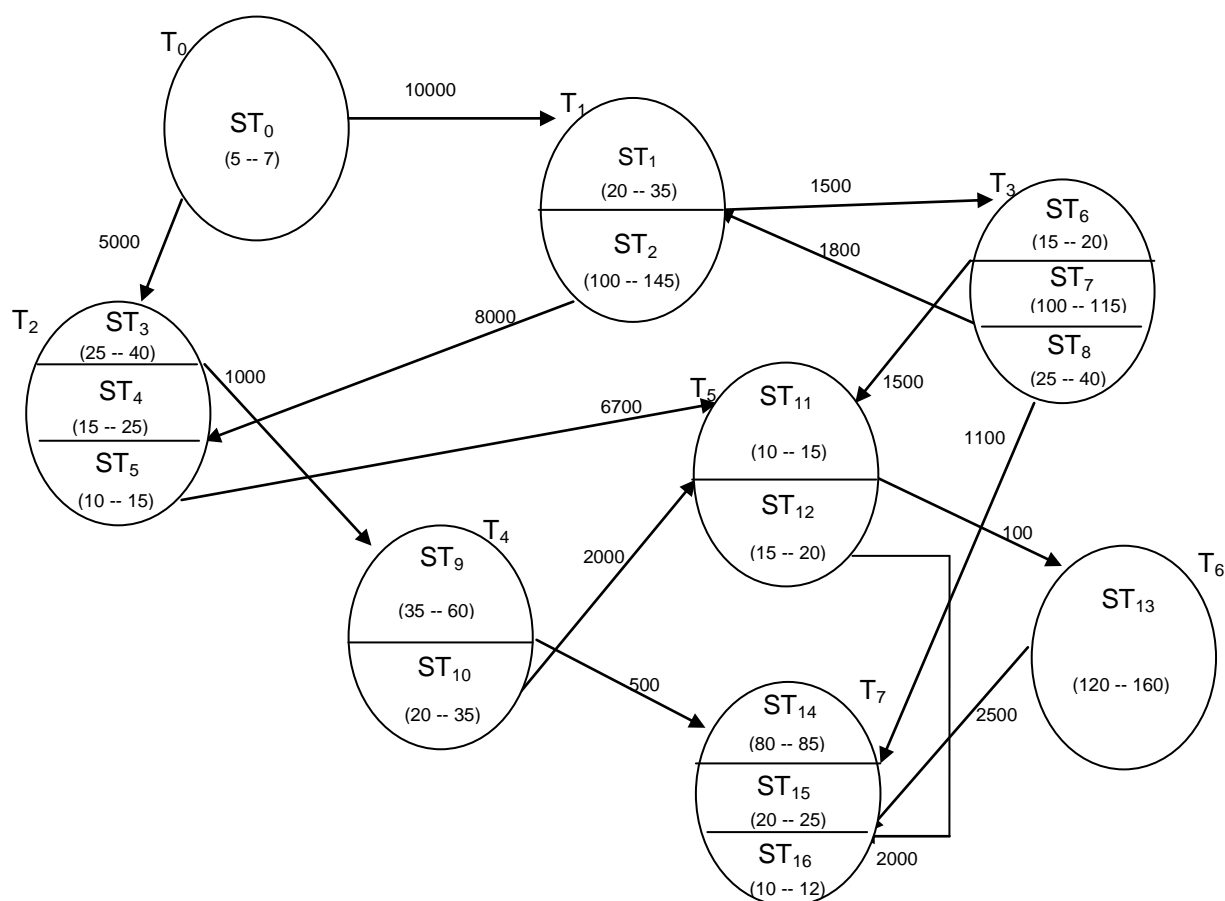 T0
ST0
(5 -- 7)
10000
5000
T1
ST1
(20 -- 35)
ST2
(100 -- 145)
1500
1800
8000
T3
ST6
(15 -- 20)
ST7
(100 -- 115)
ST8
(25 -- 40)
1500
1100
T2
ST3
(25 -- 40)
ST4
(15 -- 25)
ST5
(10 -- 15)
1000
6700
T5
ST11
(10 -- 15)
ST12
(15 -- 20)
100
2000
T4
ST9
(35 -- 60)
ST10
(20 -- 35)
500
2000
T6
ST13
(120 -- 160)
2500
T7
ST14
(80 -- 85)
ST15
(20 -- 25)
ST16
(10 -- 12)